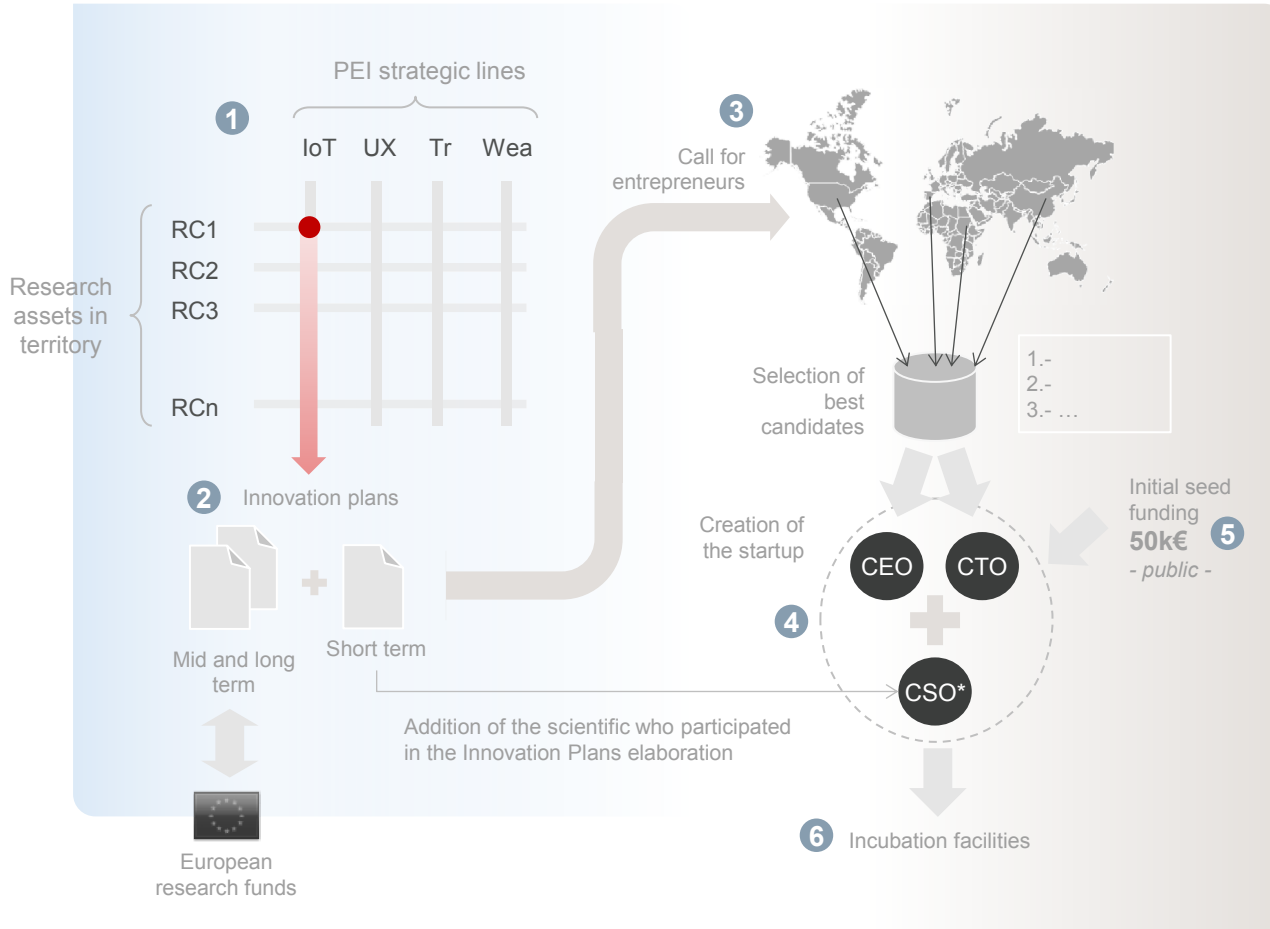 PEI strategic lines
1
IoT UX Tr Wea
Research
assets in
territory
RC1
RC2
RC3
RCn
2 Innovation plans
Mid and long
term
Short term
European
research funds
Addition of the scientific who participated
in the Innovation Plans elaboration
3
Call for
entrepreneurs
Selection of
best
candidates
1.-
2.-
3.- …
Creation of
the startup
4
CEO CTO
CSO*
Initial seed
funding
50k€
- public -
5
6 Incubation facilities